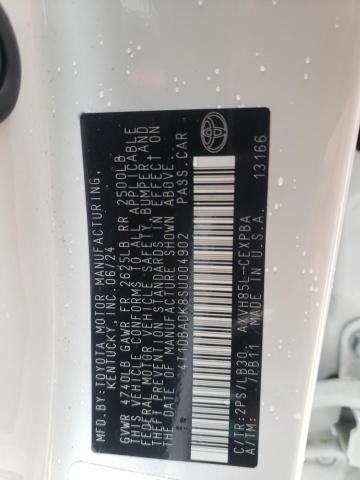 MFD.BY:TOYOTA MOTOR MANUFACTURING,
KENTUCKY, INC. 06/24
GVWR 4740LB GAWR FR 2625LB RR 2500LB
THIS VEHICLE CONFORMS TO ALL APPLICABLE
FEDERAL MOTOR VEHICLE SAFETY, BUMPER AND
THEFT PREVENTION STANDARDS IN EFFECT ON
THE DATE OF MANUFACTURE SHOWN ABOVE.
4T1DBADK8SU004902 PASS.CAR
C/TR:2PS/LB30 AXVH85L-CEXPBA
A/TM: /PB11 U.S.A. 13166